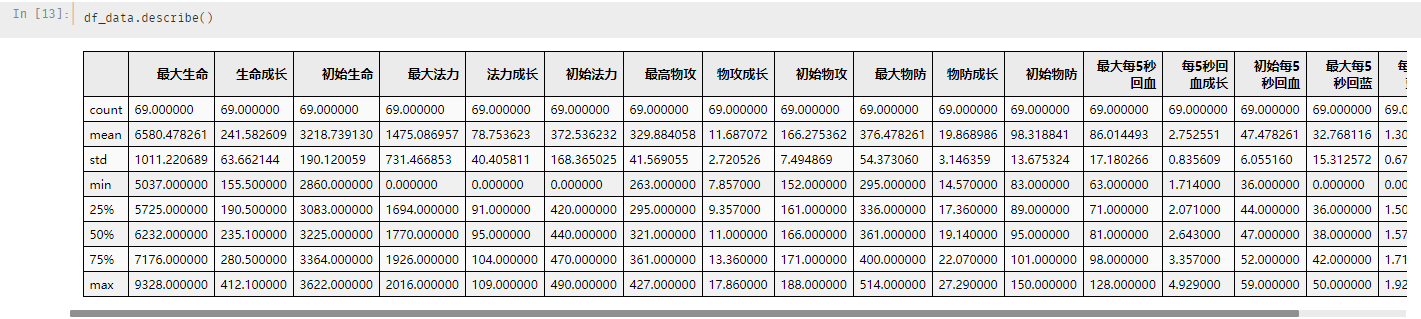 In [13]: df_data.describe()
最大生命 生命成长 初始生命 最大法力 法力成长 初始法力 最高物攻 物攻成长 初始物攻 最大物防 物防成长 初始物防 最大每5秒回血 每5秒回血成长 初始每5秒回血 最大每5秒回蓝
count 69.000000 69.000000 69.000000 69.000000 69.000000 69.000000 69.000000 69.000000 69.000000 69.000000 69.000000 69.000000 69.000000 69.000000 69.000000 69.000000 69.0
mean 6580.478261 241.582609 3218.739130 1475.086957 78.753623 372.536232 329.884058 11.687072 166.275362 376.478261 19.868986 98.318841 86.014493 2.752551 47.478261 32.768116 1.30
std 1011.220689 63.662144 190.120059 731.466853 40.405811 168.365025 41.569055 2.720526 7.494869 54.373060 3.146359 13.675324 17.180266 0.835609 6.055160 15.312572 0.67
min 5037.000000 155.500000 2860.000000 0.000000 0.000000 0.000000 263.000000 7.857000 152.000000 295.000000 14.570000 83.000000 63.000000 1.714000 36.000000 0.000000 0.00
25% 5725.000000 190.500000 3083.000000 1694.000000 91.000000 420.000000 295.000000 9.357000 161.000000 336.000000 17.360000 89.000000 71.000000 2.071000 44.000000 36.000000 1.50
50% 6232.000000 235.100000 3225.000000 1770.000000 95.000000 440.000000 321.000000 11.000000 166.000000 361.000000 19.140000 95.000000 81.000000 2.643000 47.000000 38.000000 1.57
75% 7176.000000 280.500000 3364.000000 1926.000000 104.000000 470.000000 361.000000 13.360000 171.000000 400.000000 22.070000 101.000000 98.000000 3.357000 52.000000 42.000000 1.71
max 9328.000000 412.100000 3622.000000 2016.000000 109.000000 490.000000 427.000000 17.860000 188.000000 514.000000 27.290000 150.000000 128.000000 4.929000 59.000000 50.000000 1.92